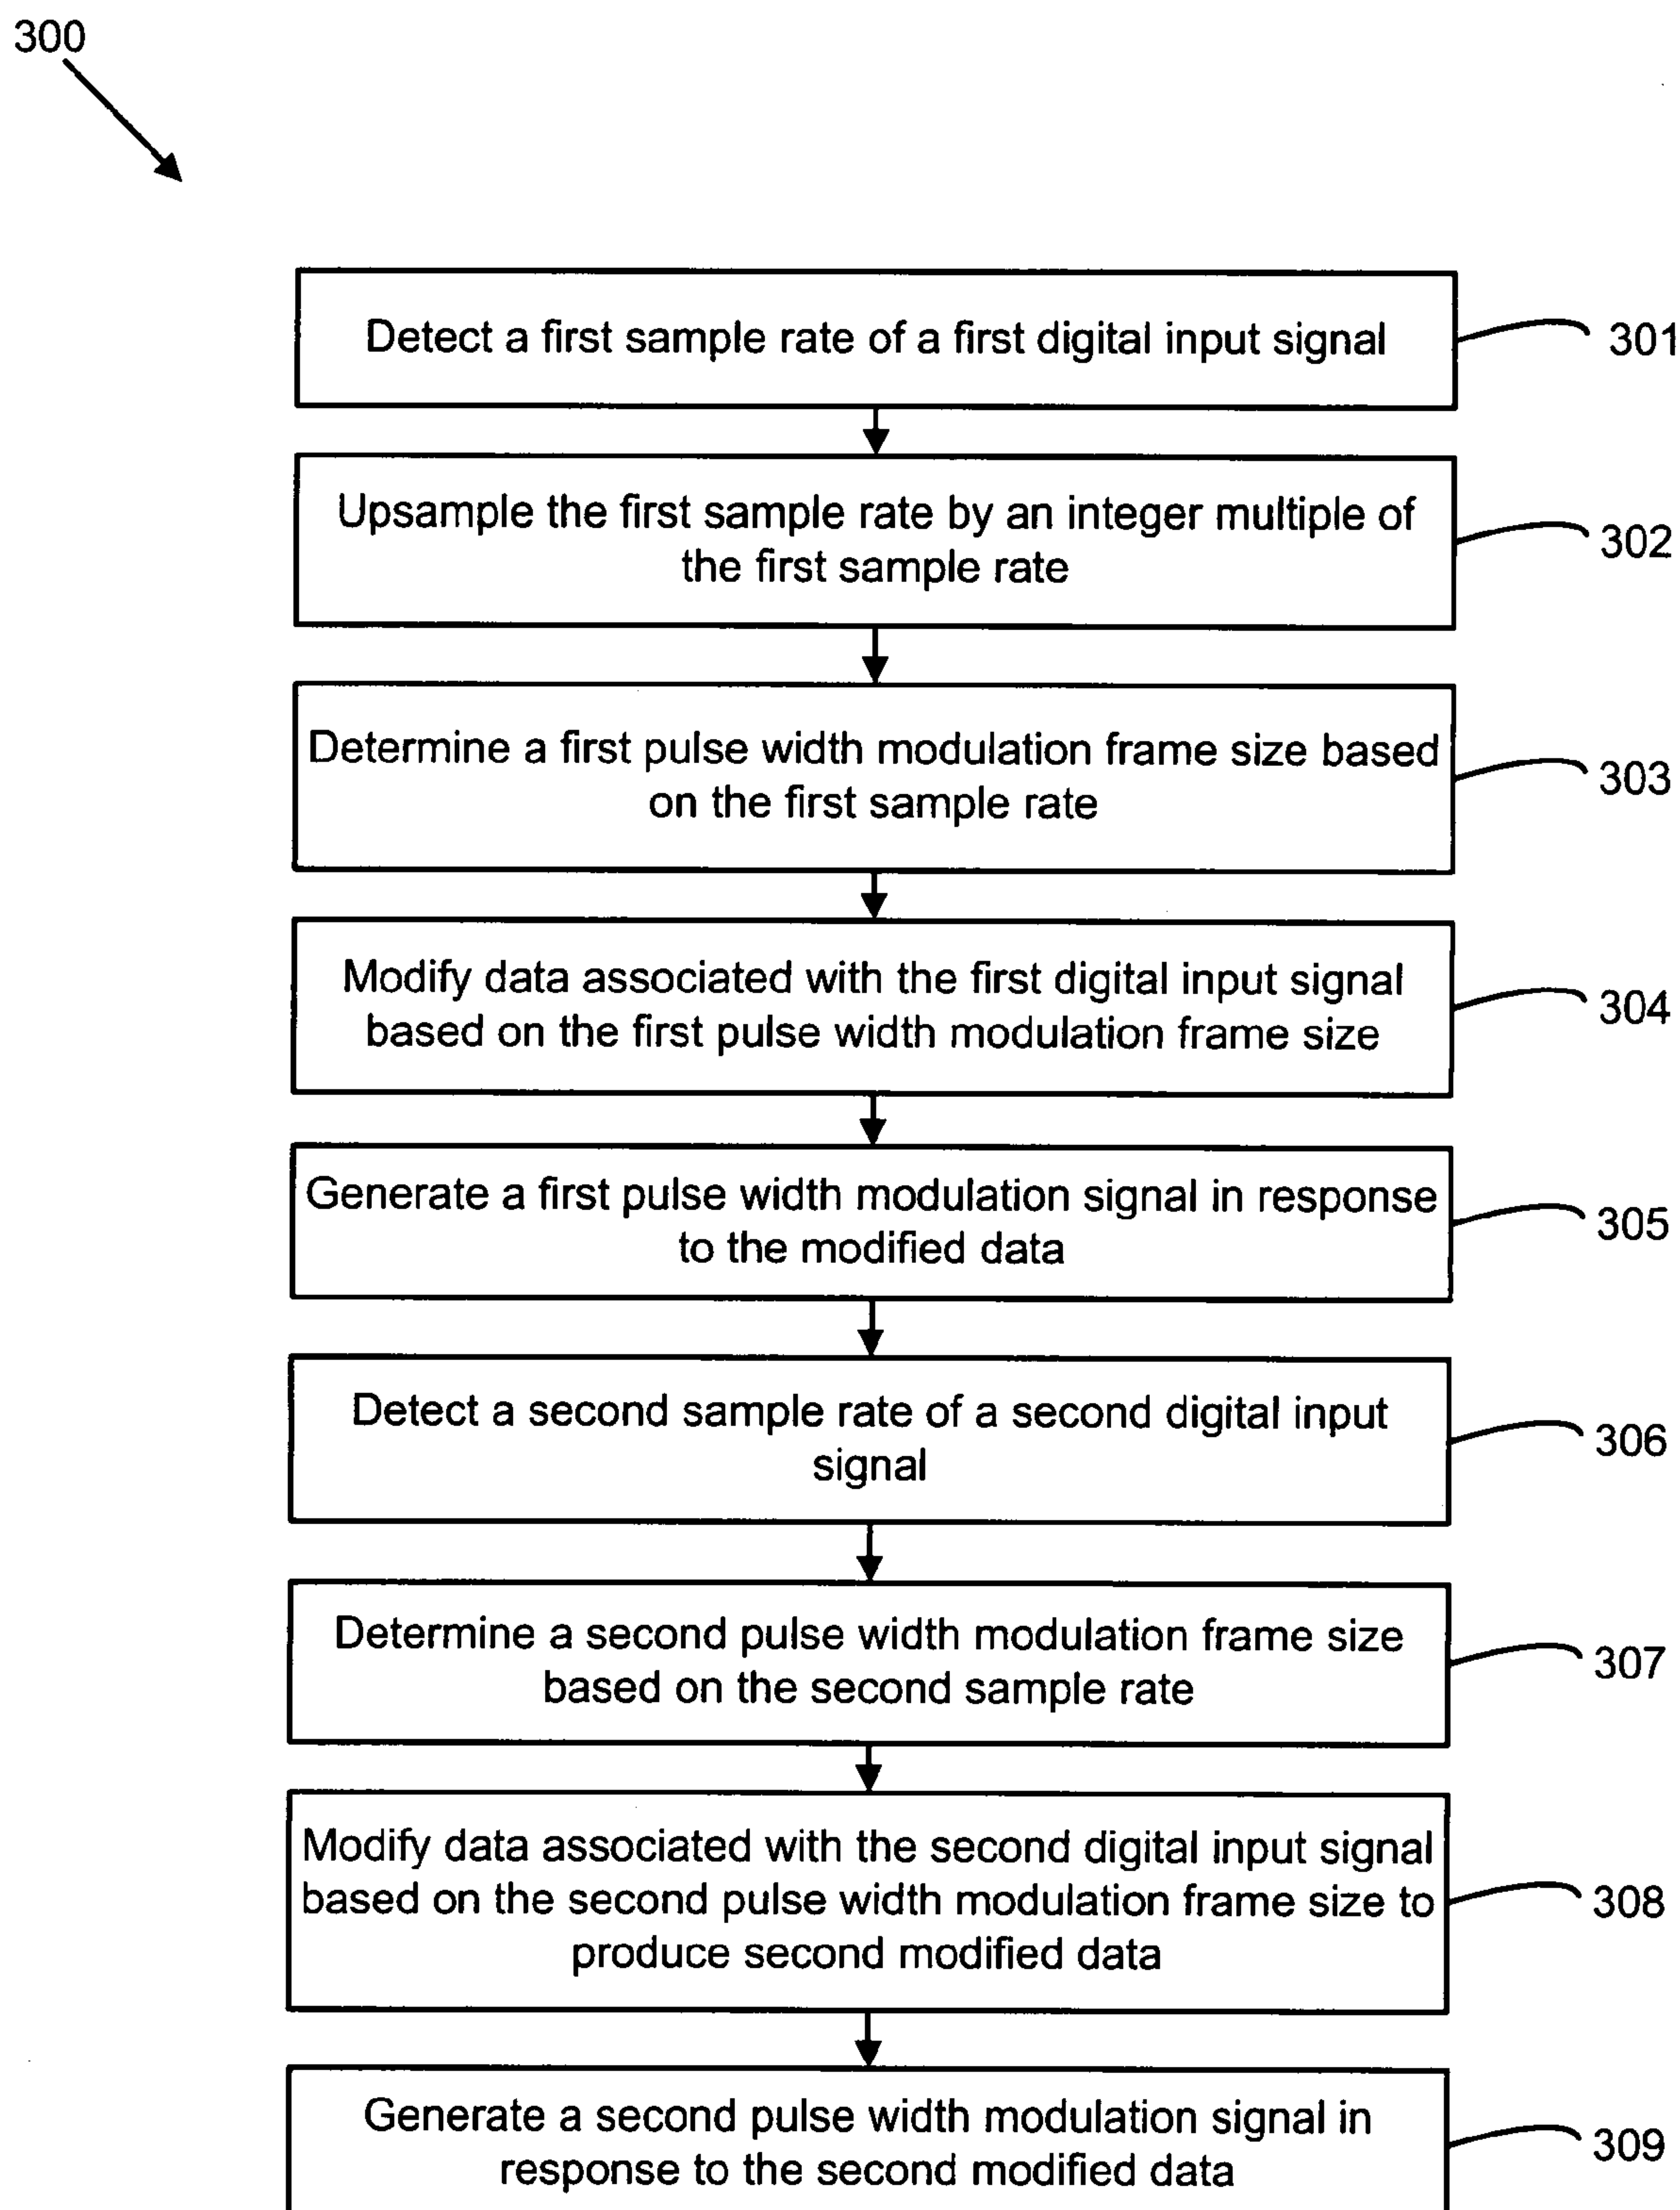 300
Detect a first sample rate of a first digital input signal
301
Upsample the first sample rate by an integer multiple of
the first sample rate
302
Determine a first pulse width modulation frame size based
on the first sample rate
303
Modify data associated with the first digital input signal
based on the first pulse width modulation frame size
304
Generate a first pulse width modulation signal in response
to the modified data
305
Detect a second sample rate of a second digital input
signal
306
Determine a second pulse width modulation frame size
based on the second sample rate
307
Modify data associated with the second digital input signal
based on the second pulse width modulation frame size to
produce second modified data
308
Generate a second pulse width modulation signal in
response to the second modified data
309